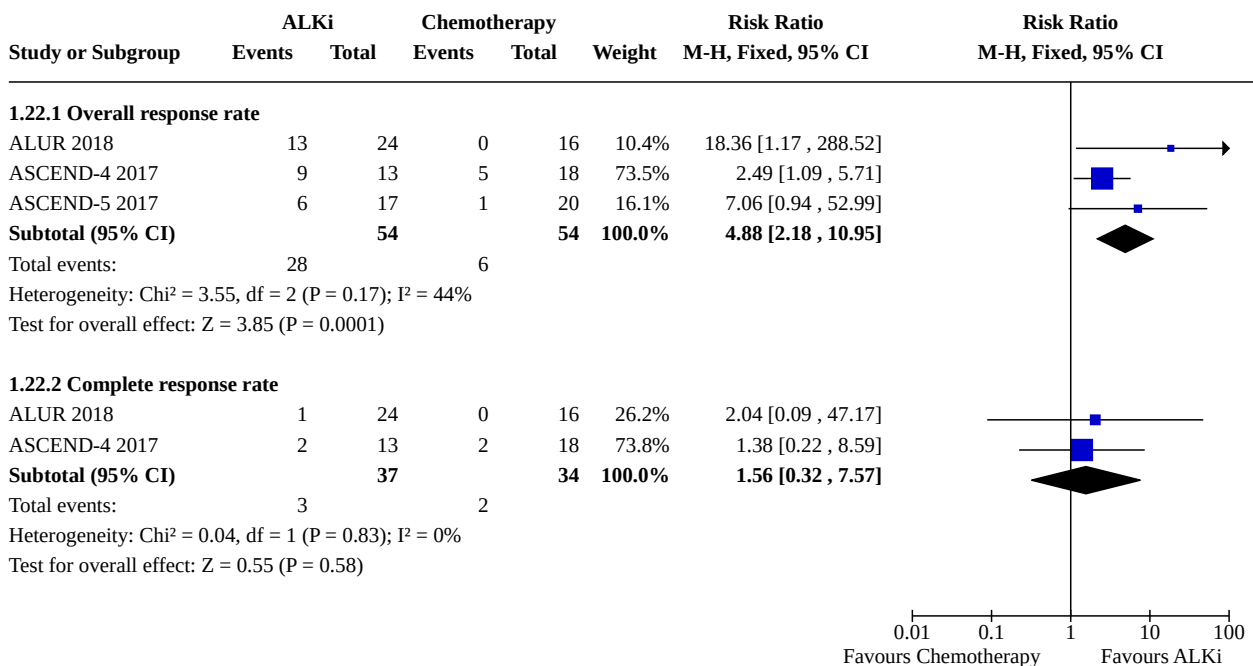 ALKi Chemotherapy Risk Ratio Risk Ratio
Study or Subgroup Events Total Events Total Weight M-H, Fixed, 95% CI M-H, Fixed, 95% CI
1.22.1 Overall response rate
ALUR 2018 13 24 0 16 10.4% 18.36 [1.17 , 288.52]
ASCEND-4 2017 9 13 5 18 73.5% 2.49 [1.09 , 5.71]
ASCEND-5 2017 6 17 1 20 16.1% 7.06 [0.94 , 52.99]
Subtotal (95% CI) 54 54 100.0% 4.88 [2.18 , 10.95]
Total events: 28 6
Heterogeneity: Chi² = 3.55, df = 2 (P = 0.17); I² = 44%
Test for overall effect: Z = 3.85 (P = 0.0001)
1.22.2 Complete response rate
ALUR 2018 1 24 0 16 26.2% 2.04 [0.09 , 47.17]
ASCEND-4 2017 2 13 2 18 73.8% 1.38 [0.22 , 8.59]
Subtotal (95% CI) 37 34 100.0% 1.56 [0.32 , 7.57]
Total events: 3 2
Heterogeneity: Chi² = 0.04, df = 1 (P = 0.83); I² = 0%
Test for overall effect: Z = 0.55 (P = 0.58)
0.01 0.1 1 10 100
Favours Chemotherapy Favours ALKi